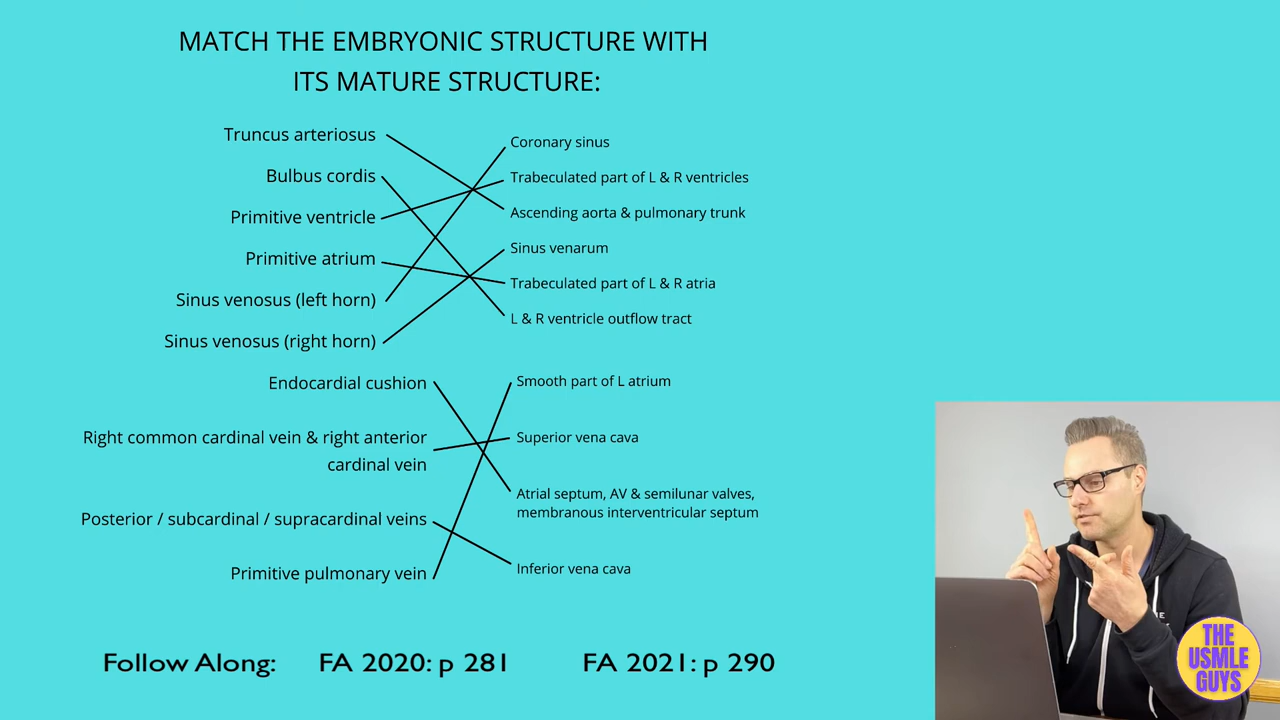 MATCH THE EMBRYONIC STRUCTURE WITH
ITS MATURE STRUCTURE:
Truncus arteriosus
Bulbus cordis
Primitive ventricle
Primitive atrium
Sinus venosus (left horn)
Sinus venosus (right horn)
Coronary sinus
Trabeculated part of L & R ventricles
Ascending aorta & pulmonary trunk
Sinus venarum
Trabeculated part of L & R atria
L & R ventricle outflow tract
Endocardial cushion
Right common cardinal vein & right anterior
cardinal vein
Posterior / subcardinal / supracardinal veins
Primitive pulmonary vein
Smooth part of L atrium
Superior vena cava
Atrial septum, AV & semilunar valves,
membranous interventricular septum
Inferior vena cava
Follow Along: FA 2020: p 281 FA 2021: p 290
THE
USMLE
GUYS